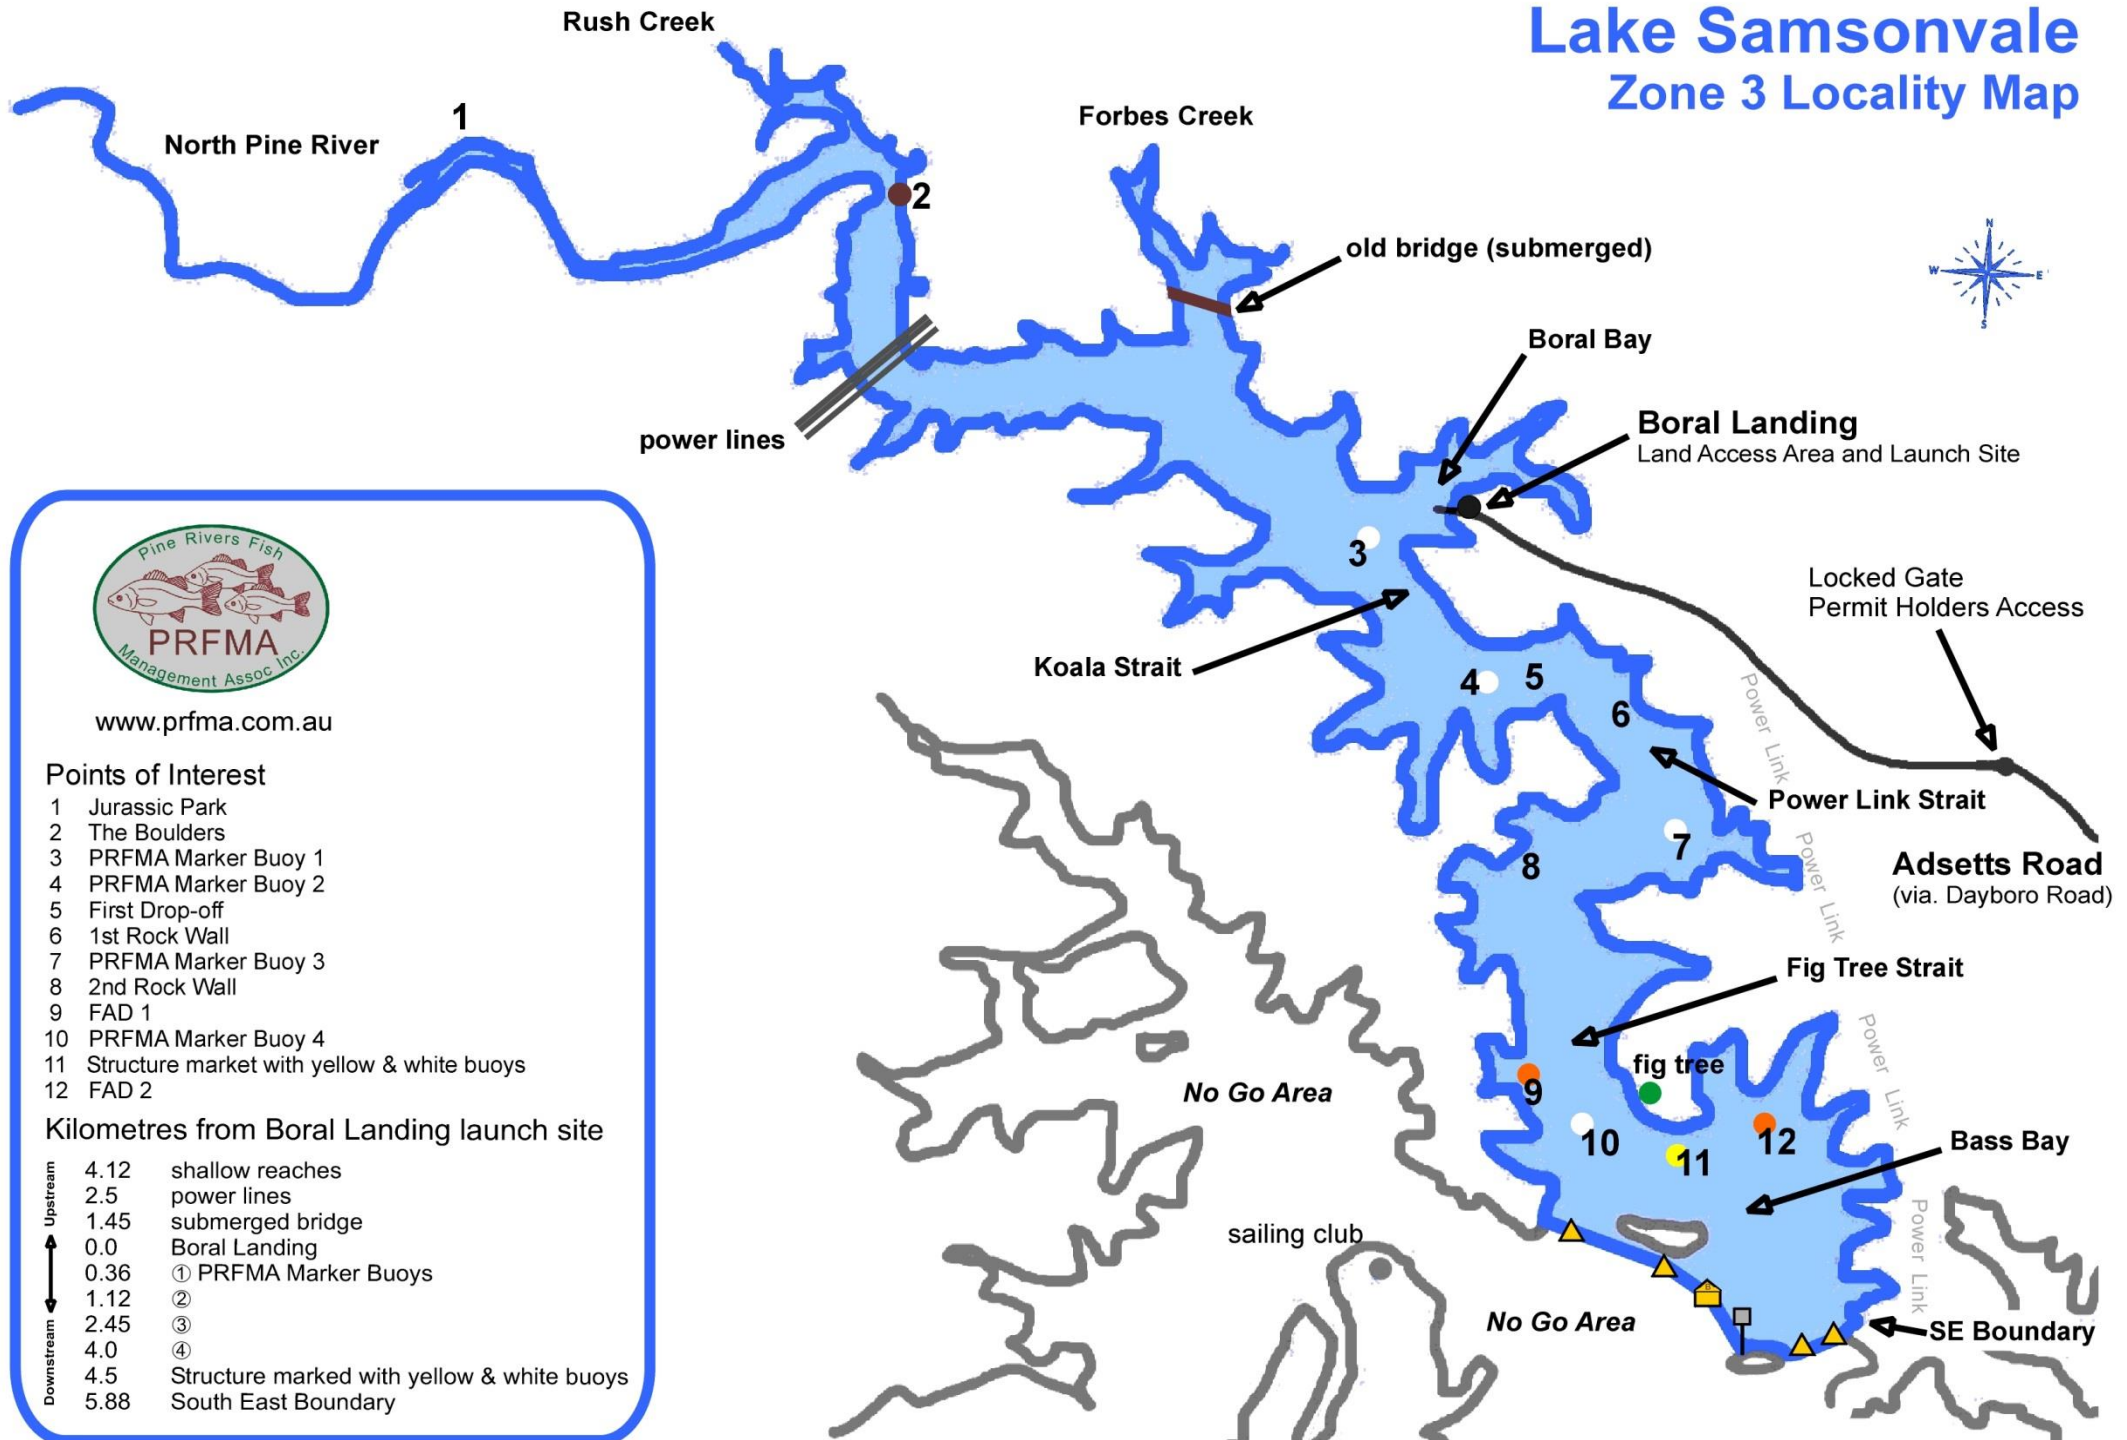 Lake Samsonvale
Zone 3 Locality Map
Rush Creek
North Pine River
1
Forbes Creek
2
old bridge (submerged)
N
W
E
S
Boral Bay
power lines
Boral Landing
Land Access Area and Launch Site
3
Locked Gate
Permit Holders Access
Koala Strait
4
5
6
Power Link
Power Link Strait
7
8
Power Link
Adsetts Road
(via. Dayboro Road)
Fig Tree Strait
Power Link
fig tree
9
10
11
12
No Go Area
Bass Bay
Power Link
sailing club
No Go Area
SE Boundary
Pine Rivers Fish
PRFMA
Management Assoc Inc.
www.prfma.com.au
Points of Interest
1 Jurassic Park
2 The Boulders
3 PRFMA Marker Buoy 1
4 PRFMA Marker Buoy 2
5 First Drop-off
6 1st Rock Wall
7 PRFMA Marker Buoy 3
8 2nd Rock Wall
9 FAD 1
10 PRFMA Marker Buoy 4
11 Structure market with yellow & white buoys
12 FAD 2
Kilometres from Boral Landing launch site
Upstream
Downstream
4.12 shallow reaches
2.5 power lines
1.45 submerged bridge
0.0 Boral Landing
0.36 ① PRFMA Marker Buoys
1.12 ②
2.45 ③
4.0 ④
4.5 Structure marked with yellow & white buoys
5.88 South East Boundary